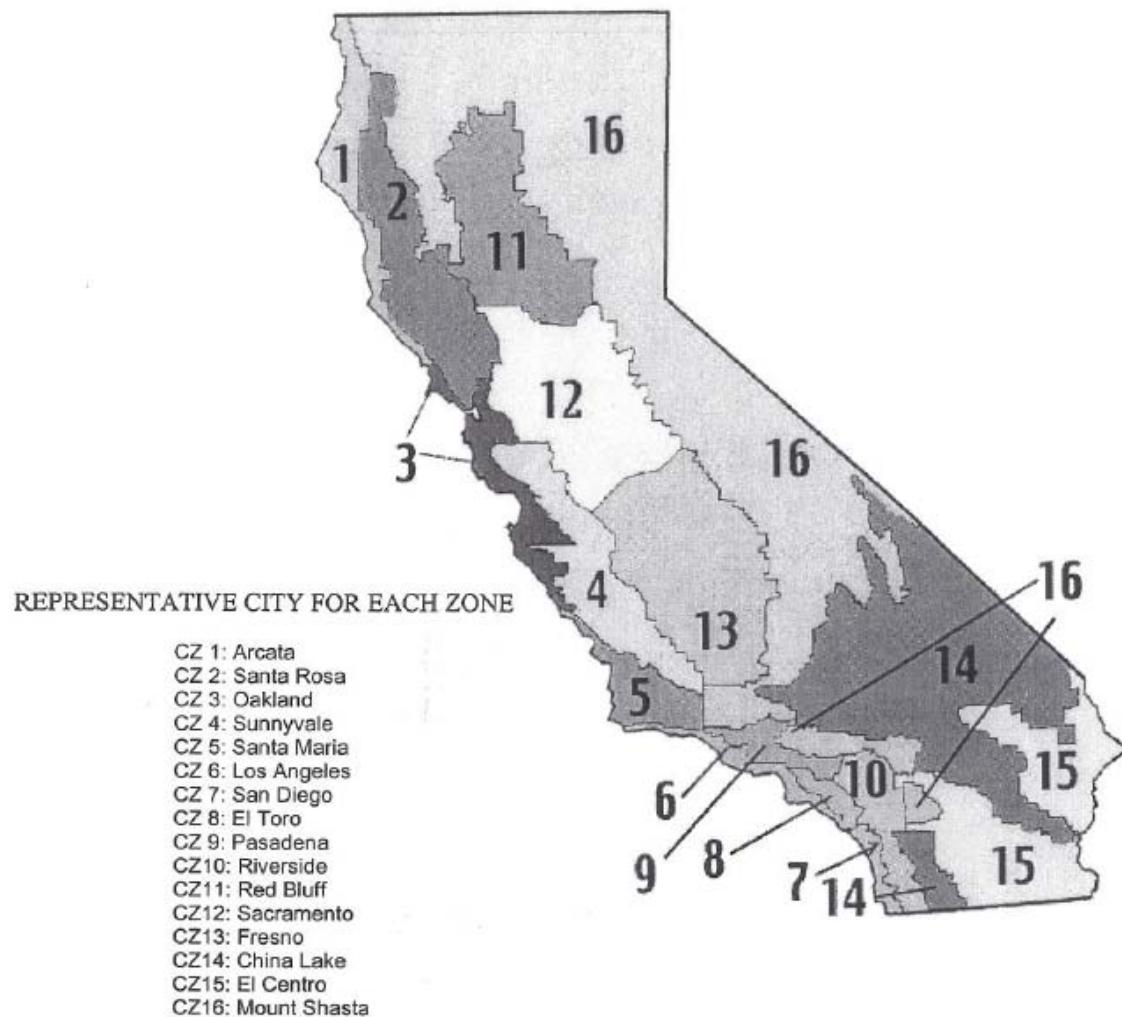 16
1
2
11
12
3
16
4
16
13
14
5
15
10
6
15
8
9
7
14
REPRESENTATIVE CITY FOR EACH ZONE
CZ 1: Arcata
CZ 2: Santa Rosa
CZ 3: Oakland
CZ 4: Sunnyvale
CZ 5: Santa Maria
CZ 6: Los Angeles
CZ 7: San Diego
CZ 8: El Toro
CZ 9: Pasadena
CZ10: Riverside
CZ11: Red Bluff
CZ12: Sacramento
CZ13: Fresno
CZ14: China Lake
CZ15: El Centro
CZ16: Mount Shasta